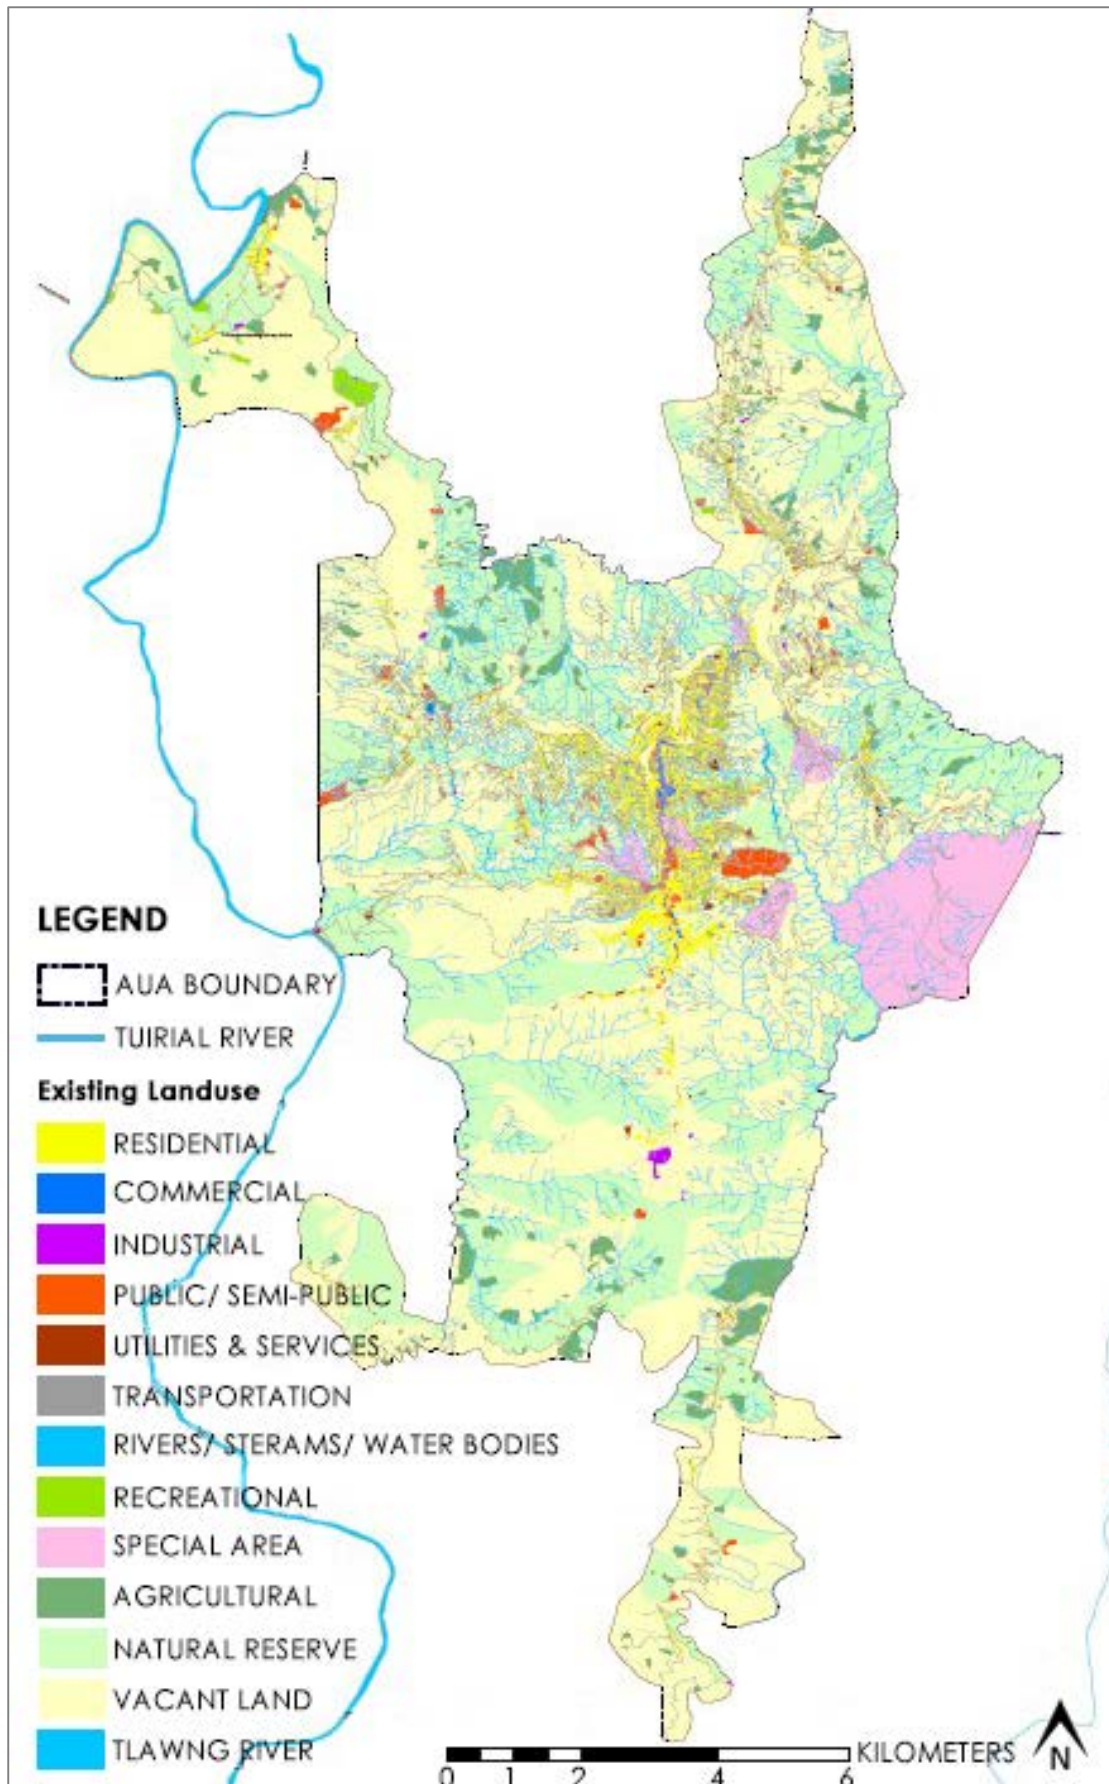 LEGEND
AUA BOUNDARY
TUIRIAL RIVER
Existing Landuse
RESIDENTIAL
COMMERCIAL
INDUSTRIAL
PUBLIC/ SEMI-PUBLIC
UTILITIES & SERVICES
TRANSPORTATION
RIVERS/ STERAMS/ WATER BODIES
RECREATIONAL
SPECIAL AREA
AGRICULTURAL
NATURAL RESERVE
VACANT LAND
TLAWNG RIVER
KILOMETERS
0 1 2 4 6
N